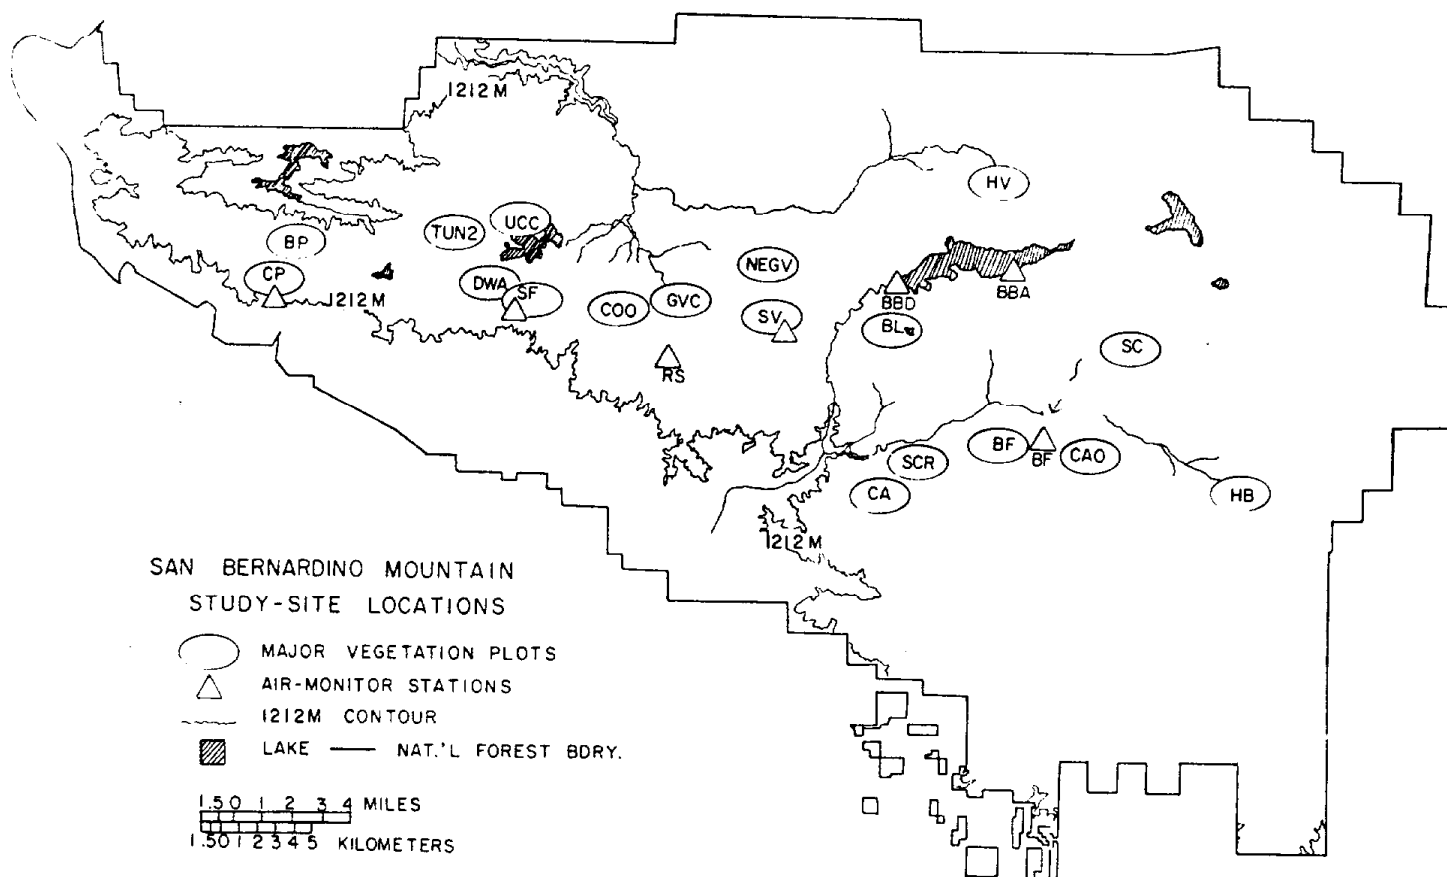 1212M
HV
UCC
TUN2
BP
NEGV
CP
DWA
SF
BBA
1212M
COO
GVC
BBD
SV
BL
SC
RS
BF
BF
CAO
SCR
CA
HB
1212M
SAN BERNARDINO MOUNTAIN
STUDY-SITE LOCATIONS
MAJOR VEGETATION PLOTS
AIR-MONITOR STATIONS
1212M CONTOUR
LAKE NAT.'L FOREST BDRY.
1 .5 0 1 2 3 4 MILES
1 .5 0 1 2 3 4 5 KILOMETERS